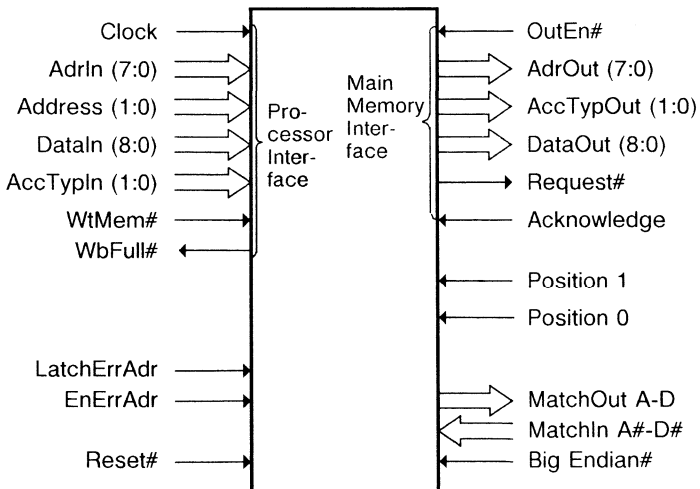 Clock
AdrIn (7:0)
Address (1:0)
DataIn (8:0)
AccTypIn (1:0)
WtMem#
WbFull#
LatchErrAdr
EnErrAdr
Reset#
Pro-
cessor
Inter-
face
Main
Memory
Inter-
face
OutEn#
AdrOut (7:0)
AccTypOut (1:0)
DataOut (8:0)
Request#
Acknowledge
Position 1
Position 0
MatchOut A-D
MatchIn A#-D#
Big Endian#